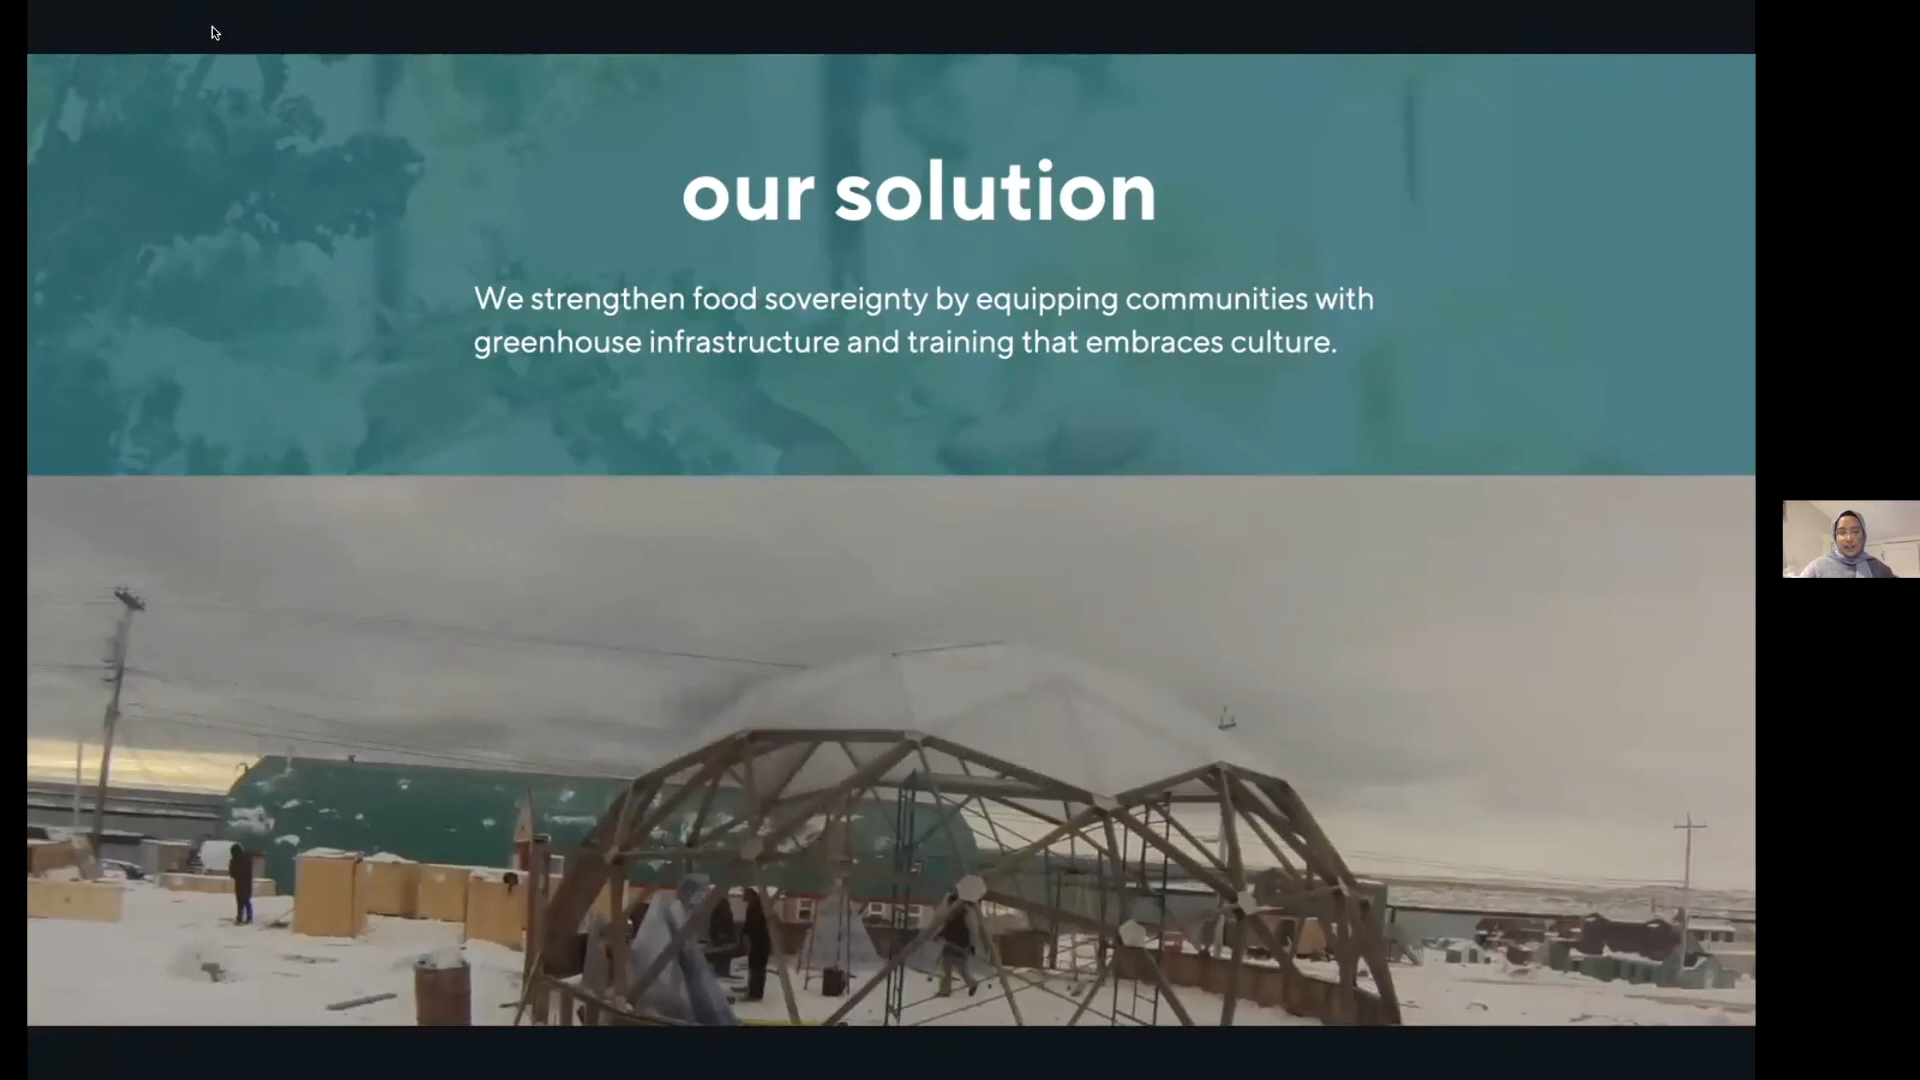 our solution
We strengthen food sovereignty by equipping communities with
greenhouse infrastructure and training that embraces culture.